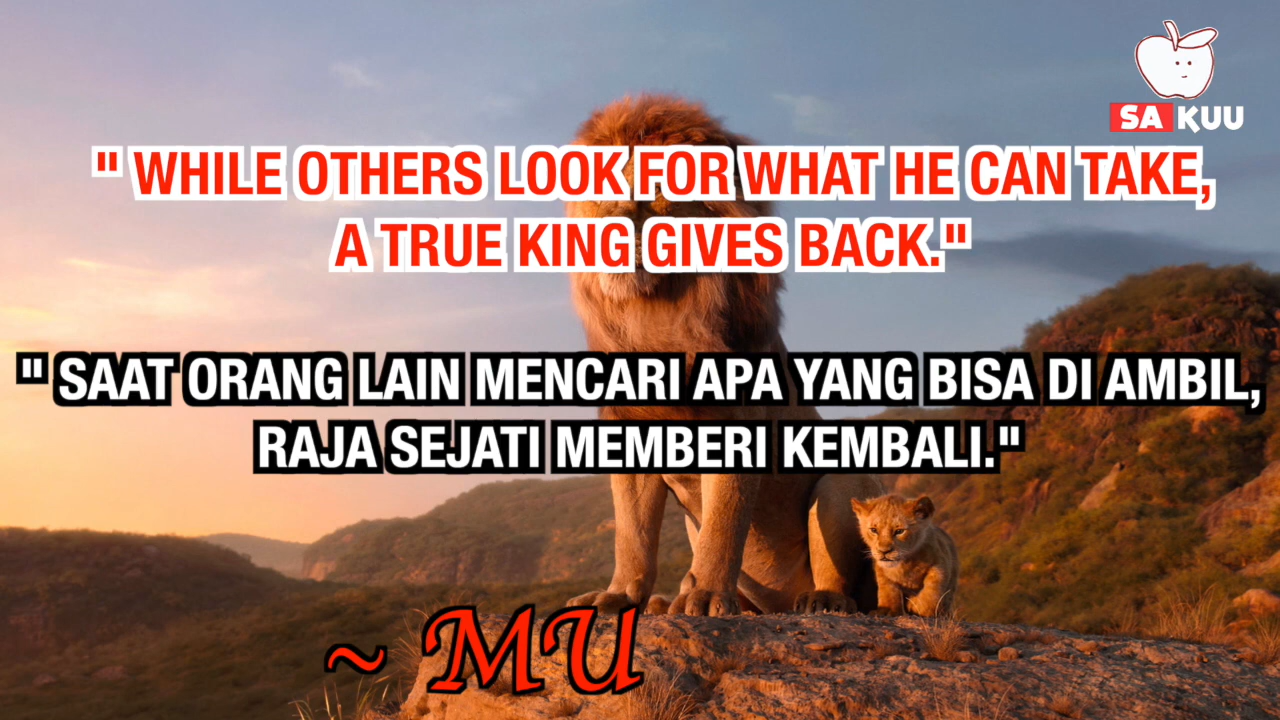 SA KUU
" WHILE OTHERS LOOK FOR WHAT HE CAN TAKE,
A TRUE KING GIVES BACK."
" SAAT ORANG LAIN MENCARI APA YANG BISA DI AMBIL,
RAJA SEJATI MEMBERI KEMBALI."
~ MU